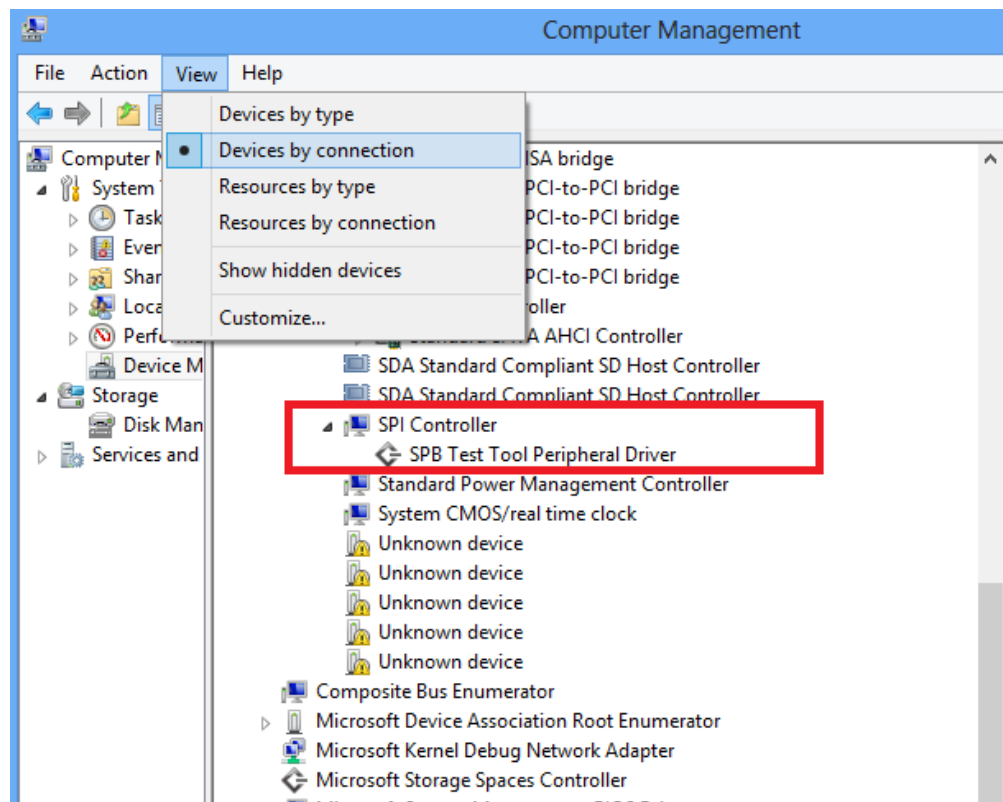 Computer Management
File Action View Help
Devices by type
Devices by connection
Resources by type
Resources by connection
Show hidden devices
Customize...
Computer
System
Task
Even
Shar
Loca
Device M
Storage
Disk Man
Services and
ISA bridge
PCI-to-PCI bridge
PCI-to-PCI bridge
PCI-to-PCI bridge
PCI-to-PCI bridge
oller
AHCI Controller
SDA Standard Compliant SD Host Controller
SDA Standard Compliant SD Host Controller
SPI Controller
SPB Test Tool Peripheral Driver
Standard Power Management Controller
System CMOS/real time clock
Unknown device
Unknown device
Unknown device
Unknown device
Unknown device
Composite Bus Enumerator
Microsoft Device Association Root Enumerator
Microsoft Kernel Debug Network Adapter
Microsoft Storage Spaces Controller